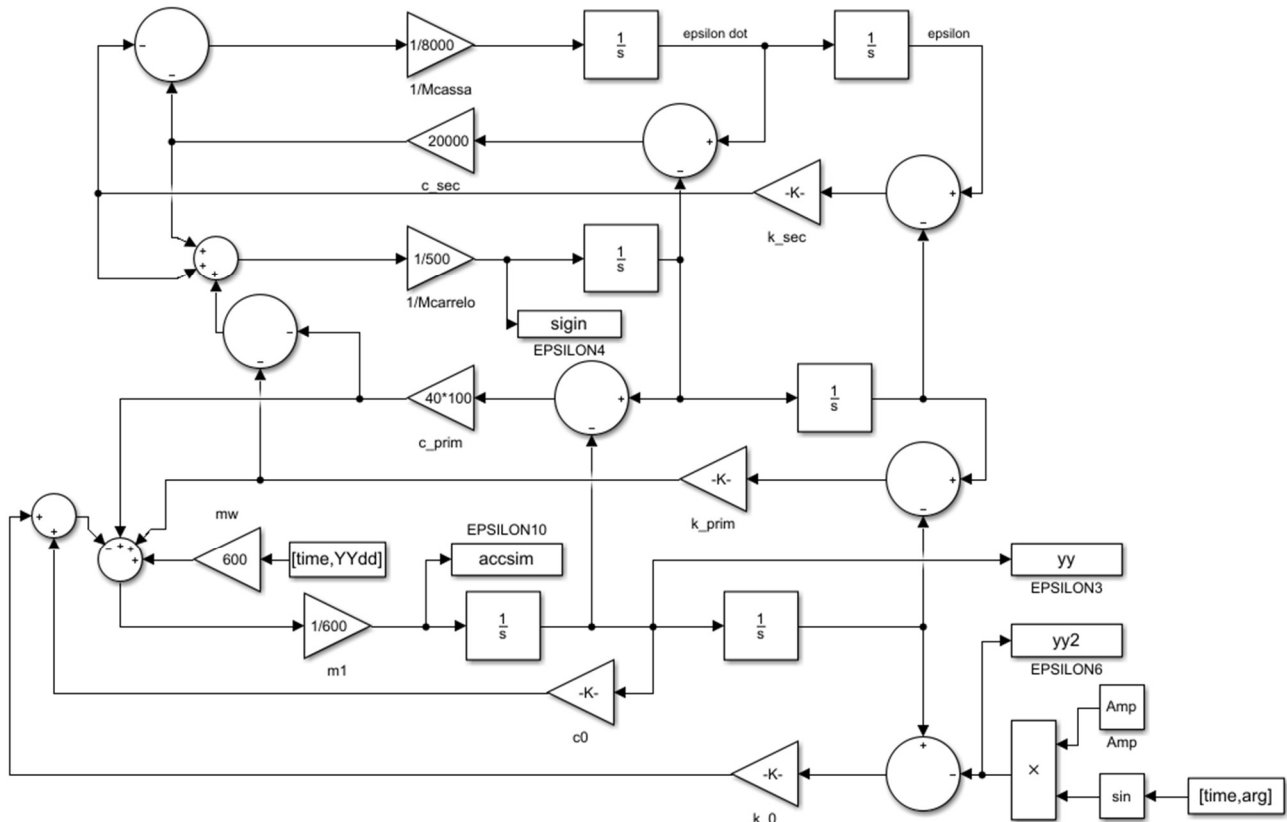 epsilon dot
epsilon
1/8000
1
s
1
s
1/Mcassa
20000
c_sec
-K-
k_sec
1/500
1
s
1/Mcarrelo
sigin
EPSILON4
40*100
1
s
c_prim
-K-
k_prim
mw
EPSILON10
600
[time,YYdd]
accsim
yy
EPSILON3
1/600
1
s
1
s
m1
yy2
EPSILON6
-K-
c0
Amp
Amp
-K-
×
sin
[time,arg]
k_0